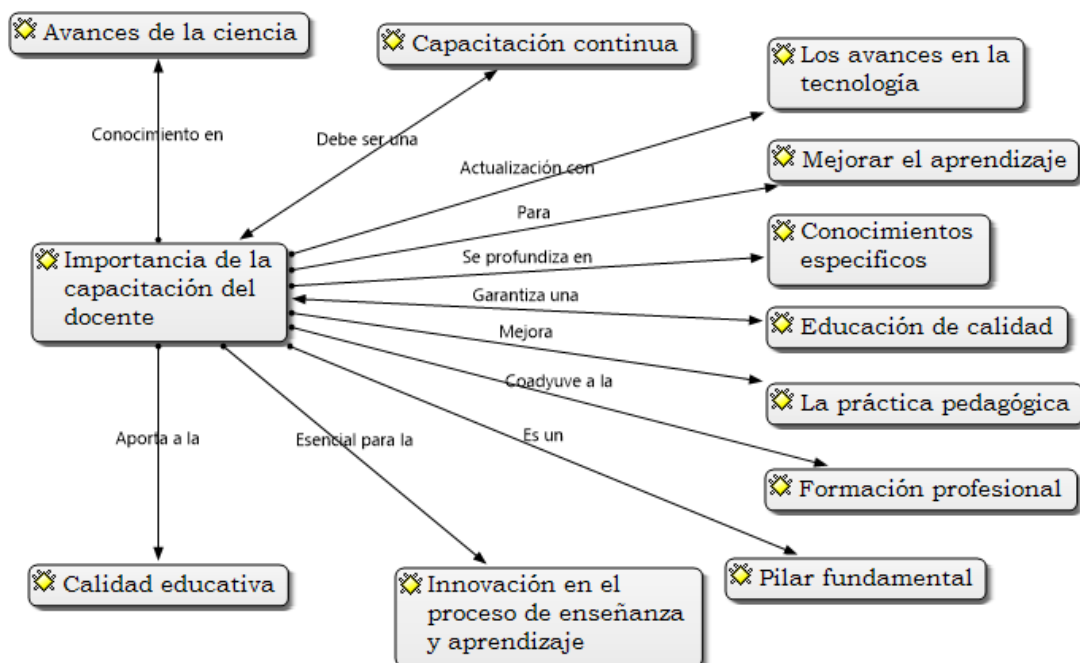 Avances de la ciencia
Capacitación continua
Los avances en la
tecnología
Conocimiento en
Debe ser una
Actualización con
Mejorar el aprendizaje
Para
Importancia de la
capacitación del
docente
Se profundiza en
Conocimientos
especificos
Garantiza una
Educación de calidad
Mejora
La práctica pedagógica
Coadyuve a la
Formación profesional
Aporta a la
Esencial para la
Es un
Calidad educativa
Innovación en el
proceso de enseñanza
y aprendizaje
Pilar fundamental